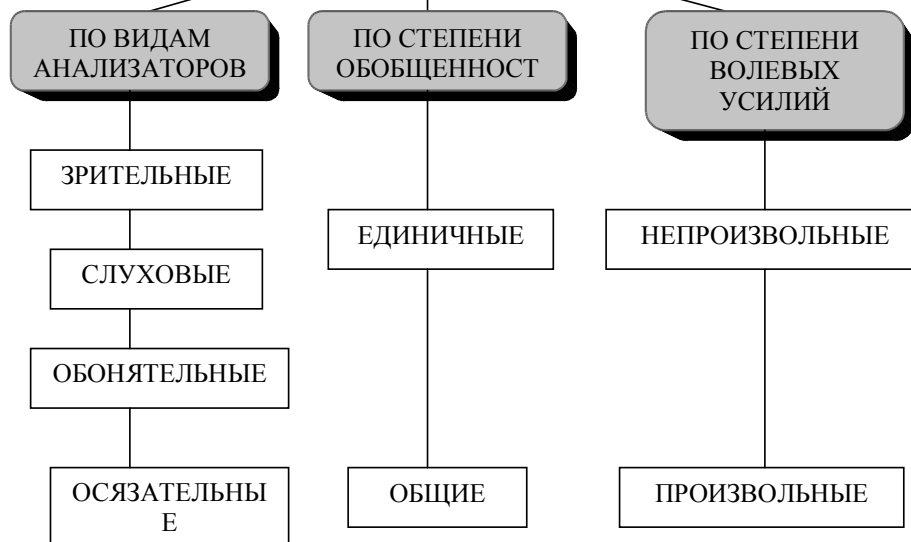 ПО ВИДАМ
АНАЛИЗАТОРОВ
ЗРИТЕЛЬНЫЕ
СЛУХОВЫЕ
ОБОНЯТЕЛЬНЫЕ
ОСЯЗАТЕЛЬНЫ
Е
ПО СТЕПЕНИ
ОБОБЩЕННОСТ
ЕДИНИЧНЫЕ
ОБЩИЕ
ПО СТЕПЕНИ
ВОЛЕВЫХ
УСИЛИЙ
НЕПРОИЗВОЛЬНЫЕ
ПРОИЗВОЛЬНЫЕ